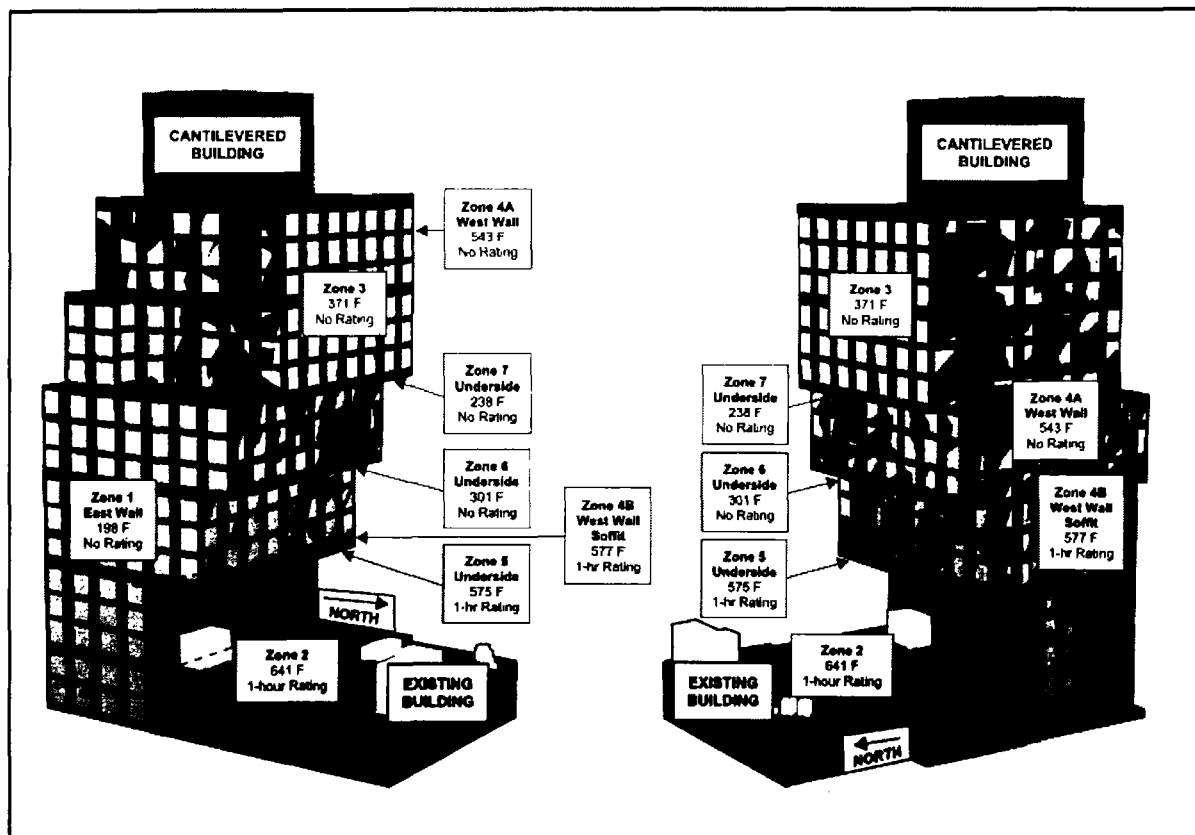 CANTILEVERED
BUILDING
Zone 4A
West Wall
543 F
No Rating
Zone 3
371 F
No Rating
Zone 7
Underside
238 F
No Rating
Zone 6
Underside
301 F
No Rating
Zone 1
East Wall
198 F
No Rating
Zone 4B
West Wall
Soffit
577 F
1-hr Rating
Zone 5
Underside
575 F
1-hr Rating
NORTH
Zone 2
641 F
1-hour Rating
EXISTING
BUILDING
CANTILEVERED
BUILDING
Zone 3
371 F
No Rating
Zone 7
Underside
238 F
No Rating
Zone 4A
West Wall
543 F
No Rating
Zone 6
Underside
301 F
No Rating
Zone 4B
West Wall
Soffit
577 F
1-hr Rating
Zone 5
Underside
575 F
1-hr Rating
Zone 2
641 F
1-hour Rating
EXISTING
BUILDING
NORTH